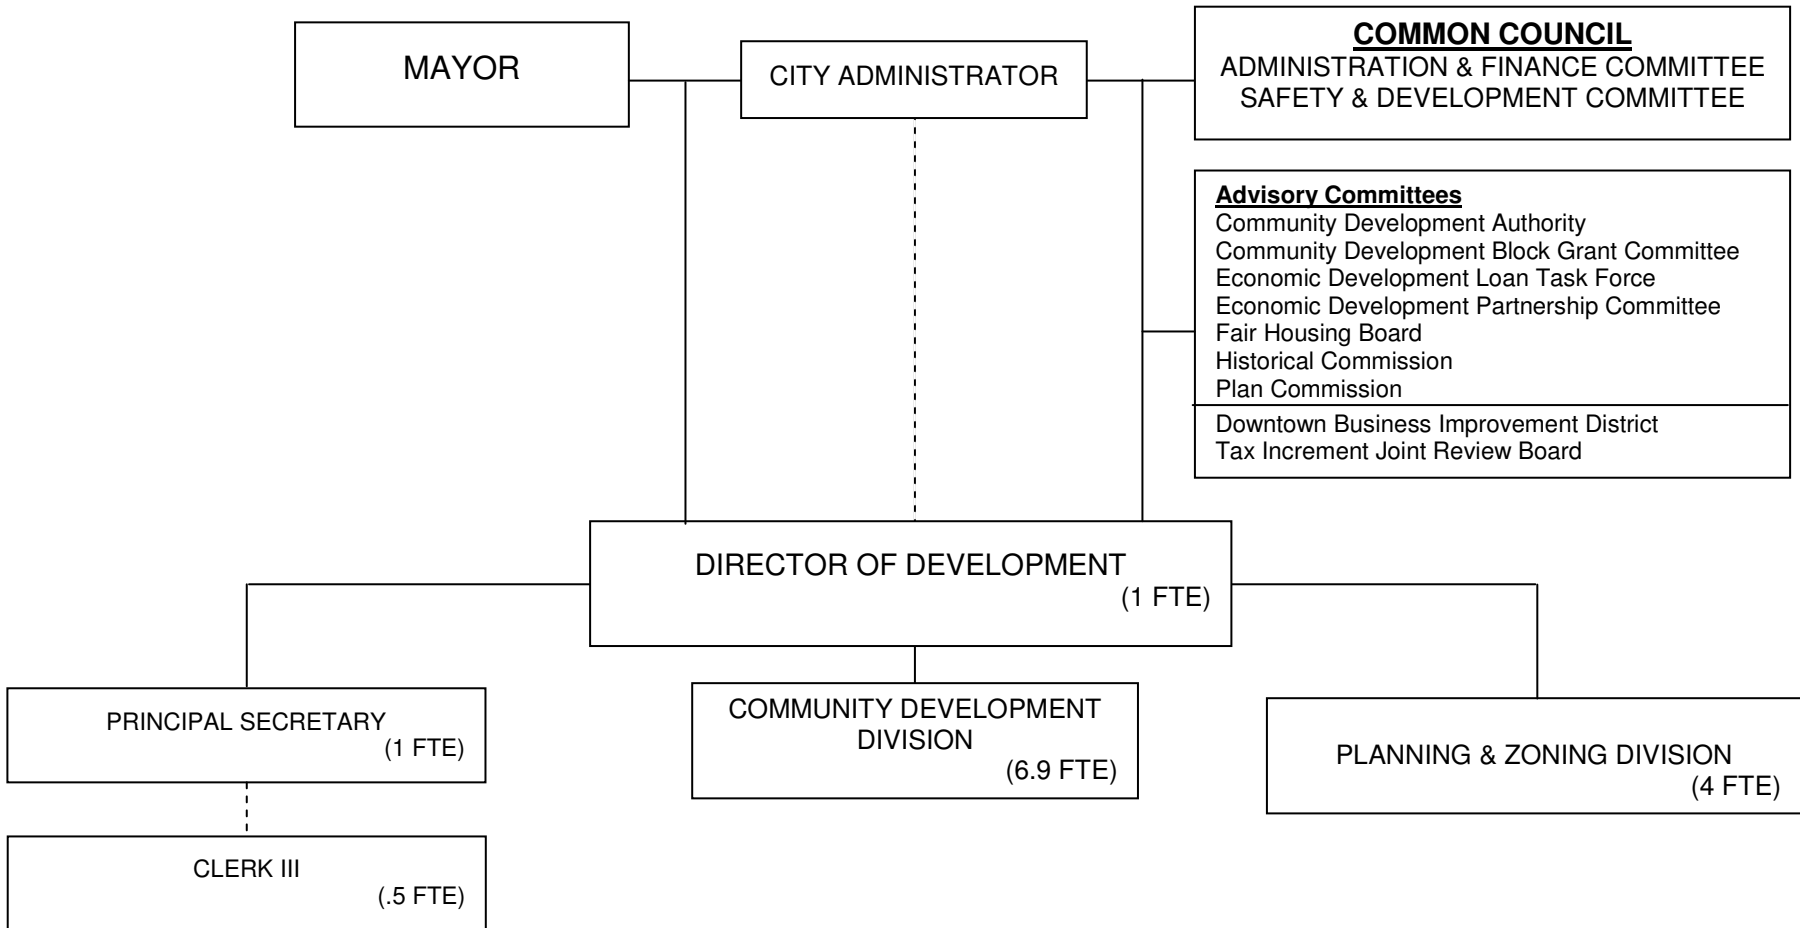 MAYOR
CITY ADMINISTRATOR
COMMON COUNCIL
ADMINISTRATION & FINANCE COMMITTEE
SAFETY & DEVELOPMENT COMMITTEE
Advisory Committees
Community Development Authority
Community Development Block Grant Committee
Economic Development Loan Task Force
Economic Development Partnership Committee
Fair Housing Board
Historical Commission
Plan Commission
Downtown Business Improvement District
Tax Increment Joint Review Board
DIRECTOR OF DEVELOPMENT
(1 FTE)
PRINCIPAL SECRETARY
(1 FTE)
COMMUNITY DEVELOPMENT
DIVISION
(6.9 FTE)
PLANNING & ZONING DIVISION
(4 FTE)
CLERK III
(.5 FTE)